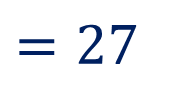 = 27